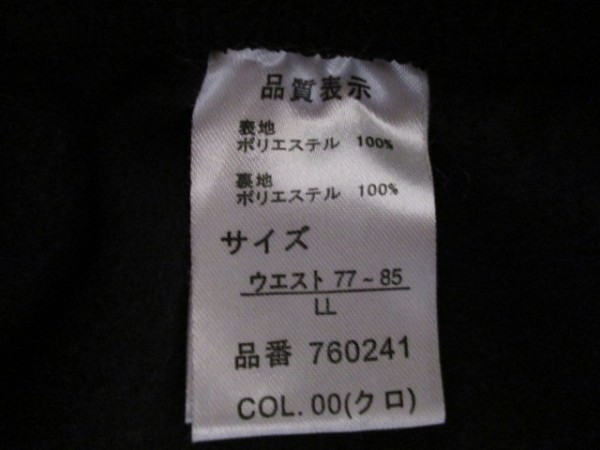 品質表示
表地
ポリエステル 100%
裏地
ポリエステル 100%
サイズ
ウエスト 77~85
LL
品番 760241
COL.00(クロ)